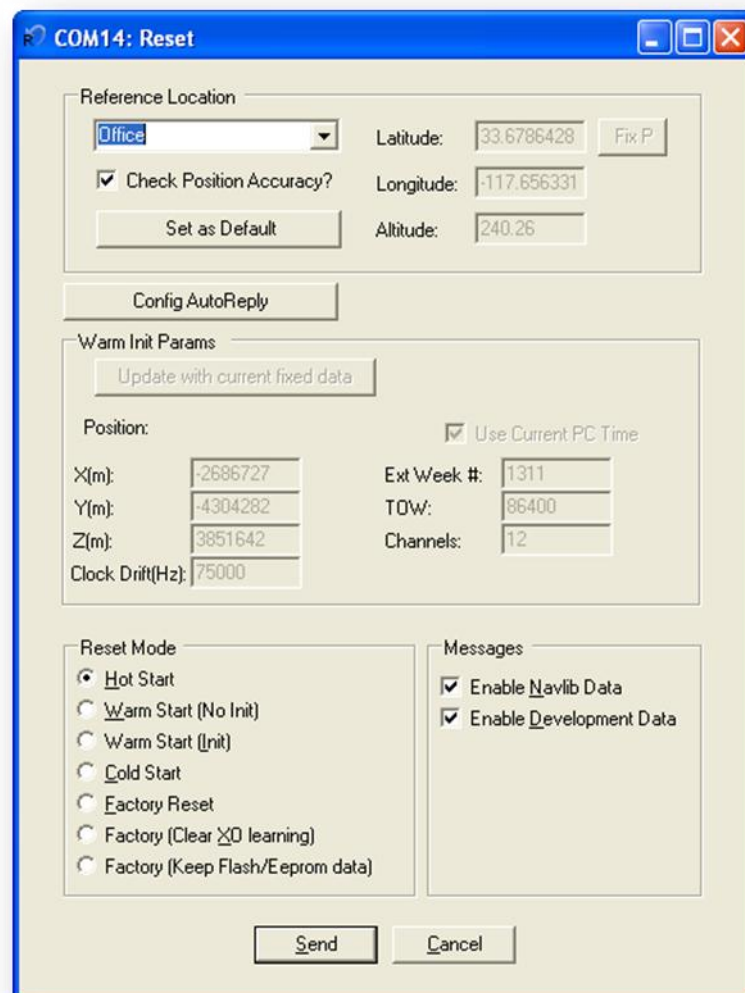 COM14: Reset
Reference Location
Office
Latitude: 33.6786428 Fix P
Check Position Accuracy?
Longitude: -117.656331
Set as Default
Altitude: 240.26
Config AutoReply
Warm Init Params
Update with current fixed data
Position:
Use Current PC Time
X(m): -2686727
Ext Week #: 1311
Y(m): -4304282
TOW: 86400
Z(m): 3851642
Channels: 12
Clock Drift(Hz): 75000
Reset Mode
Hot Start
Warm Start (No Init)
Warm Start (Init)
Cold Start
Factory Reset
Factory (Clear XO learning)
Factory (Keep Flash/Eeprom data)
Messages
Enable Navlib Data
Enable Development Data
Send
Cancel